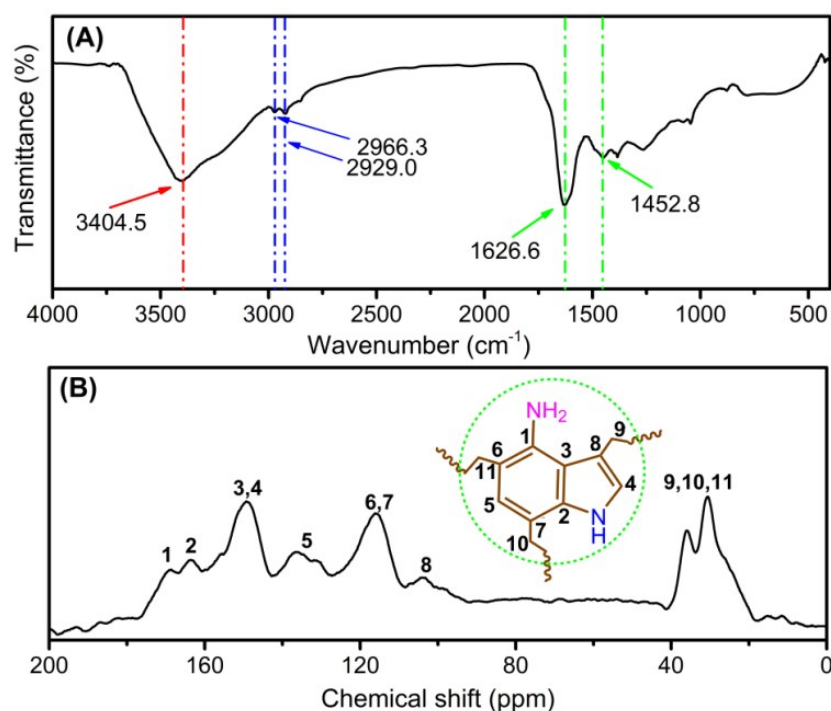 (A)
Transmittance (%)
3404.5
2966.3
2929.0
1626.6
1452.8
4000 3500 3000 2500 2000 1500 1000 500
Wavenumber (cm⁻¹)
(B)
1
2
3,4
5
6,7
8
9,10,11
NH₂
1
6
3
8
9
11
4
5
2
7
N
H
10
200 160 120 80 40 0
Chemical shift (ppm)